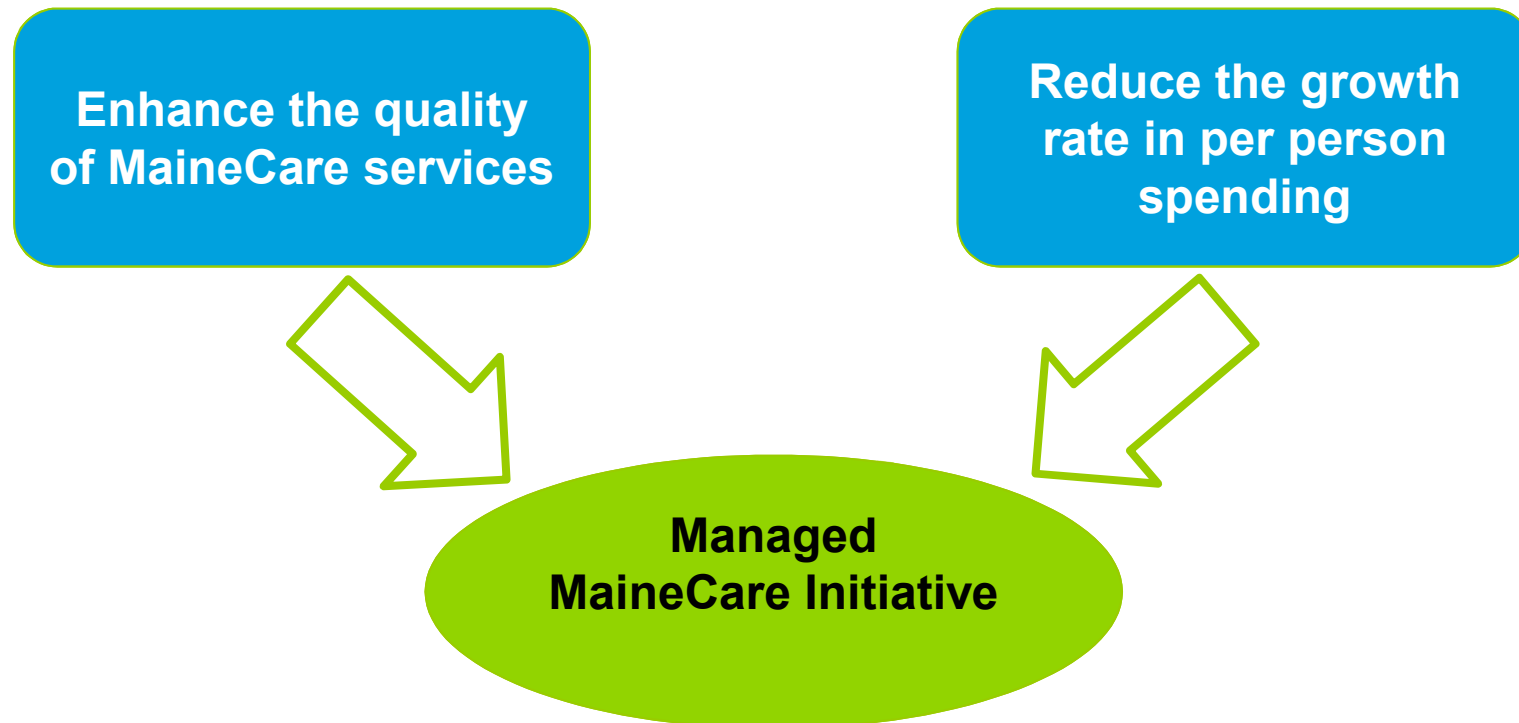 Enhance the quality
of MaineCare services
Reduce the growth
rate in per person
spending
Managed
MaineCare Initiative